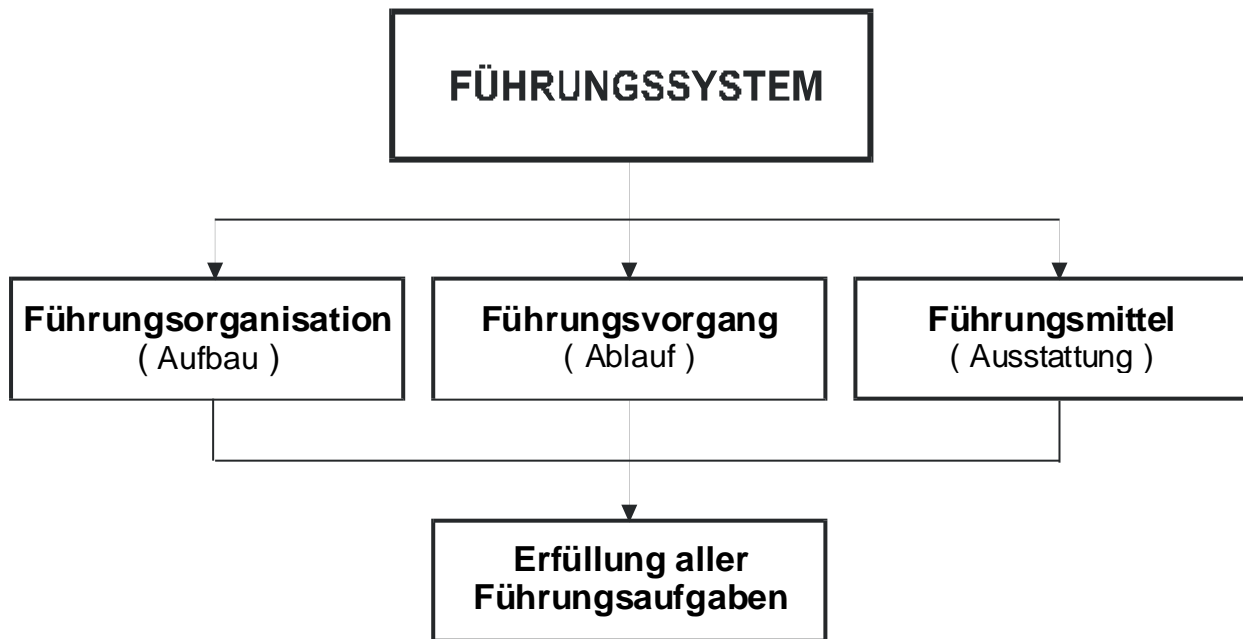 FÜHRUNGSSYSTEM
Führungsorganisation
( Aufbau )
Führungsvorgang
( Ablauf )
Führungsmittel
( Ausstattung )
Erfüllung aller
Führungsaufgaben